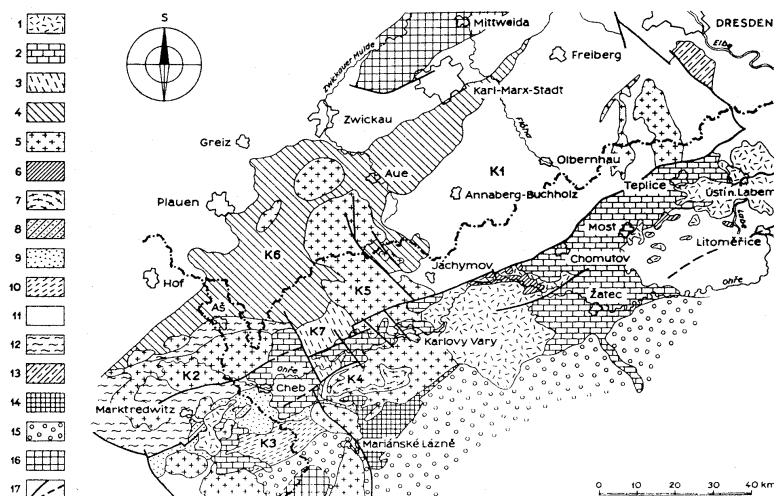 1
2
3
4
5
6
7
8
9
10
11
12
13
14
15
16
17
S
Mittweida
DRESDEN
Elbe
Zwickauer Mulde
Freiberg
Karl-Marx-Stadt
Zwickau
Flöha
Greiz
Olbernhau
Aue
K1
Teplice
Ústí n. Labem
Annaberg-Buchholz
Plauen
Labe
Most
Litoměřice
K6
Chomutov
Jáchymov
Hof
K5
ohře
Aš
Žatec
K7
Karlovy Vary
K2
ohře
K4
Cheb
Marktredwitz
K3
Mariánské Lázně
0 10 20 30 40 km